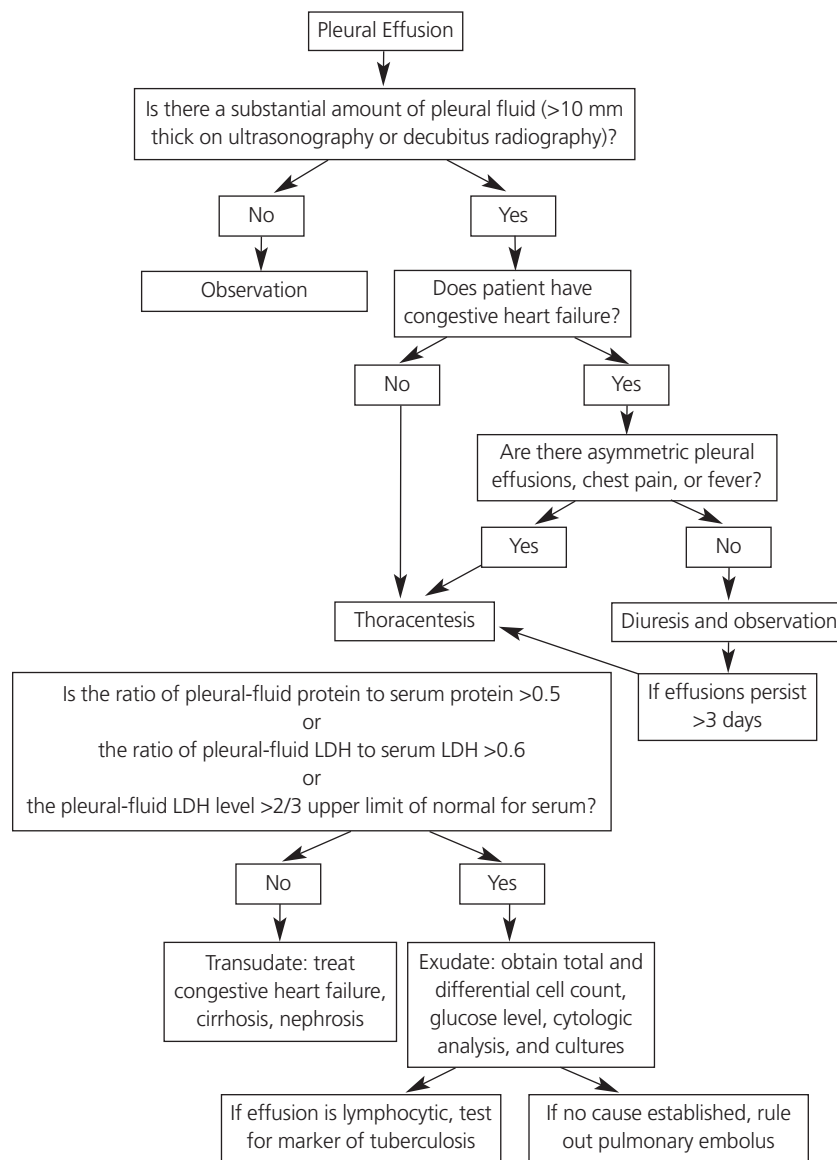 Pleural Effusion
Is there a substantial amount of pleural fluid (>10 mm
thick on ultrasonography or decubitus radiography)?
No
Yes
Observation
Does patient have
congestive heart failure?
No
Yes
Are there asymmetric pleural
effusions, chest pain, or fever?
Yes
No
Thoracentesis
Diuresis and observation
If effusions persist
>3 days
Is the ratio of pleural-fluid protein to serum protein >0.5
or
the ratio of pleural-fluid LDH to serum LDH >0.6
or
the pleural-fluid LDH level >2/3 upper limit of normal for serum?
No
Yes
Transudate: treat
congestive heart failure,
cirrhosis, nephrosis
Exudate: obtain total and
differential cell count,
glucose level, cytologic
analysis, and cultures
If effusion is lymphocytic, test
for marker of tuberculosis
If no cause established, rule
out pulmonary embolus